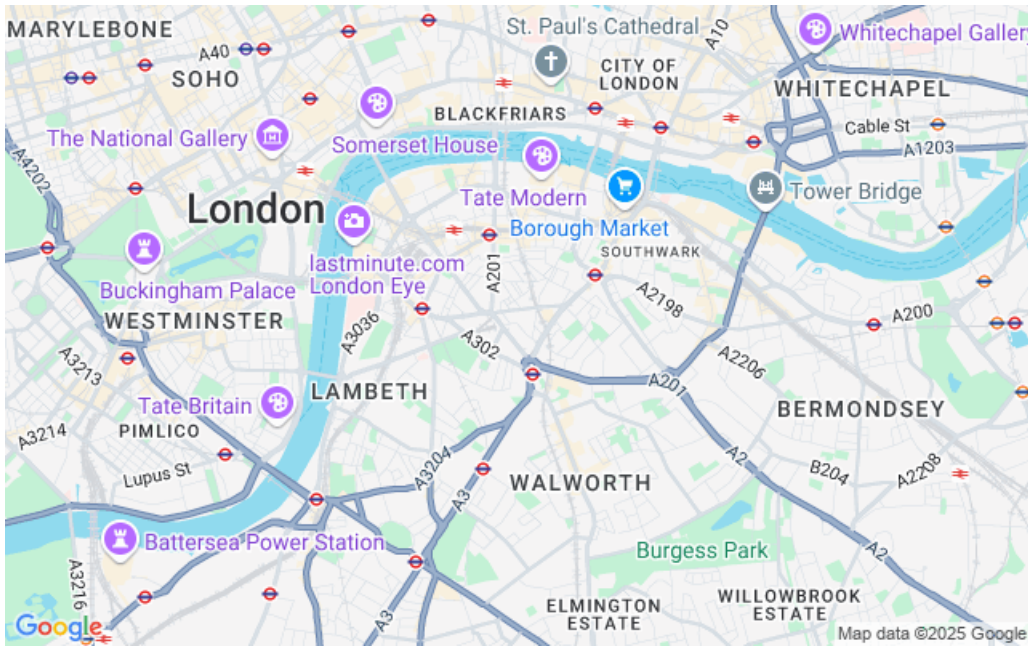 MARYLEBONE
A40
SOHO
St. Paul's Cathedral
A10
Whitechapel Gallery
CITY OF
LONDON
WHITECHAPEL
BLACKFRIARS
The National Gallery
Somerset House
Cable St
A1203
A4202
London
Tate Modern
Tower Bridge
Borough Market
SOUTHWARK
A201
lastminute.com
London Eye
Buckingham Palace
A2198
A200
WESTMINSTER
A3036
A302
A3213
A2206
A201
LAMBETH
Tate Britain
BERMONDSEY
A3214
PIMLICO
Lupus St
A3204
A2
B204
A2208
A3
WALWORTH
Battersea Power Station
Burgess Park
A2
A3216
ELMINGTON
ESTATE
WILLOWBROOK
ESTATE
A3
Google
Map data ©2025 Google